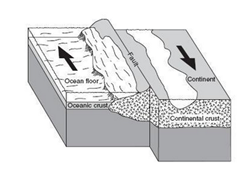 Fault
Ocean floor
Continent
Oceanic crust
Continental crust